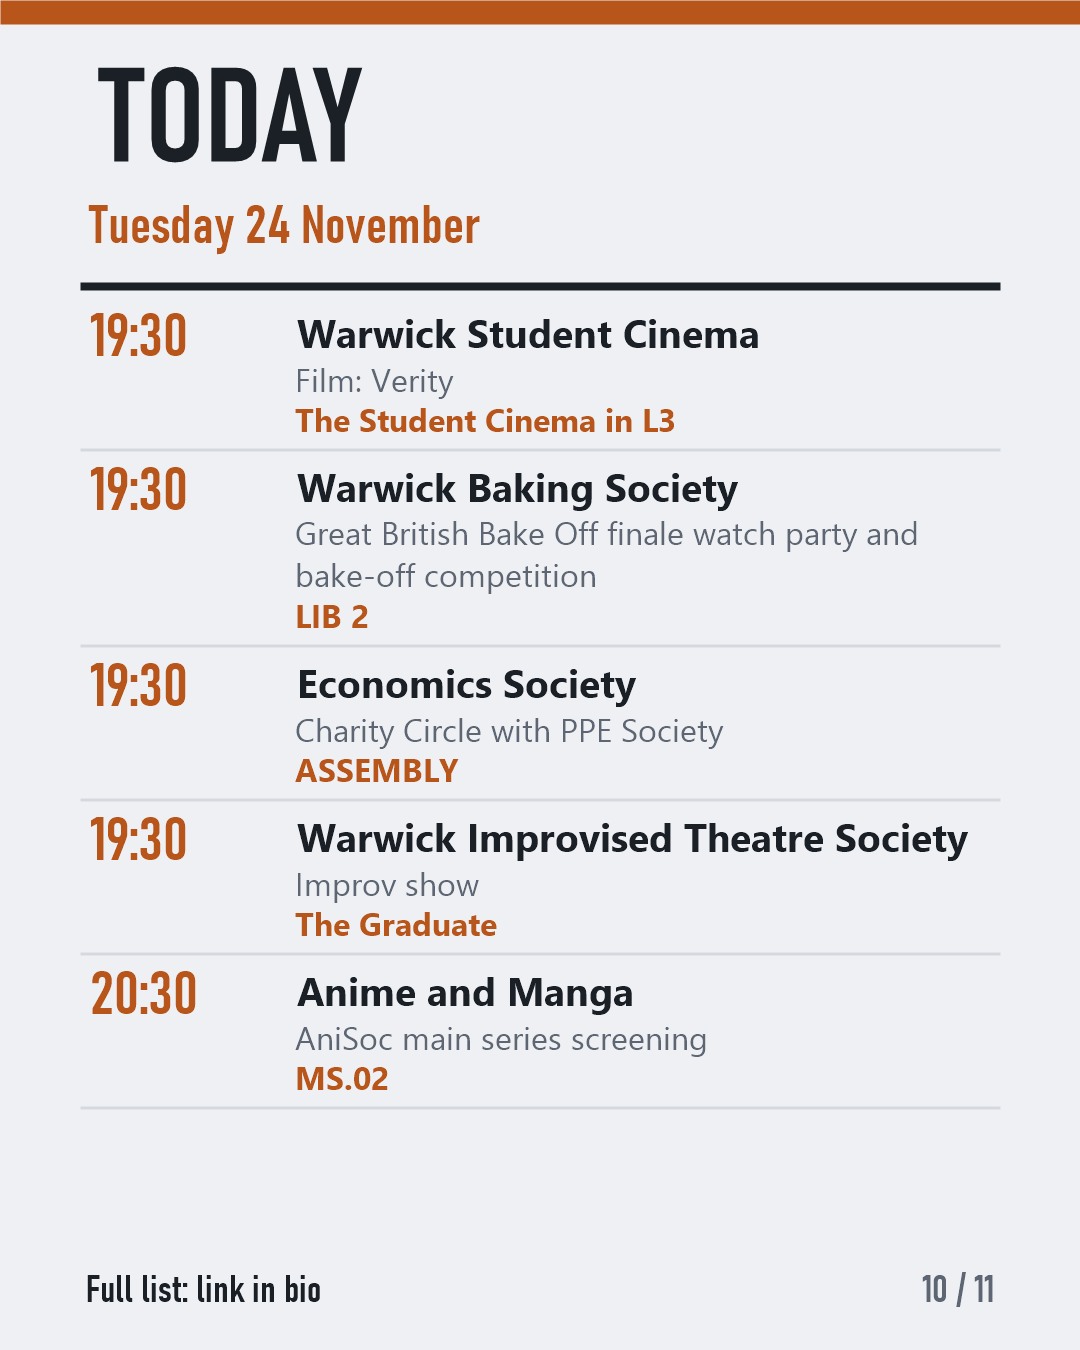 TODAY
Tuesday 24 November
19:30
Warwick Student Cinema
Film: Verity
The Student Cinema in L3
19:30
Warwick Baking Society
Great British Bake Off finale watch party and
bake-off competition
LIB 2
19:30
Economics Society
Charity Circle with PPE Society
ASSEMBLY
19:30
Warwick Improvised Theatre Society
Improv show
The Graduate
20:30
Anime and Manga
AniSoc main series screening
MS.02
Full list: link in bio
10 / 11